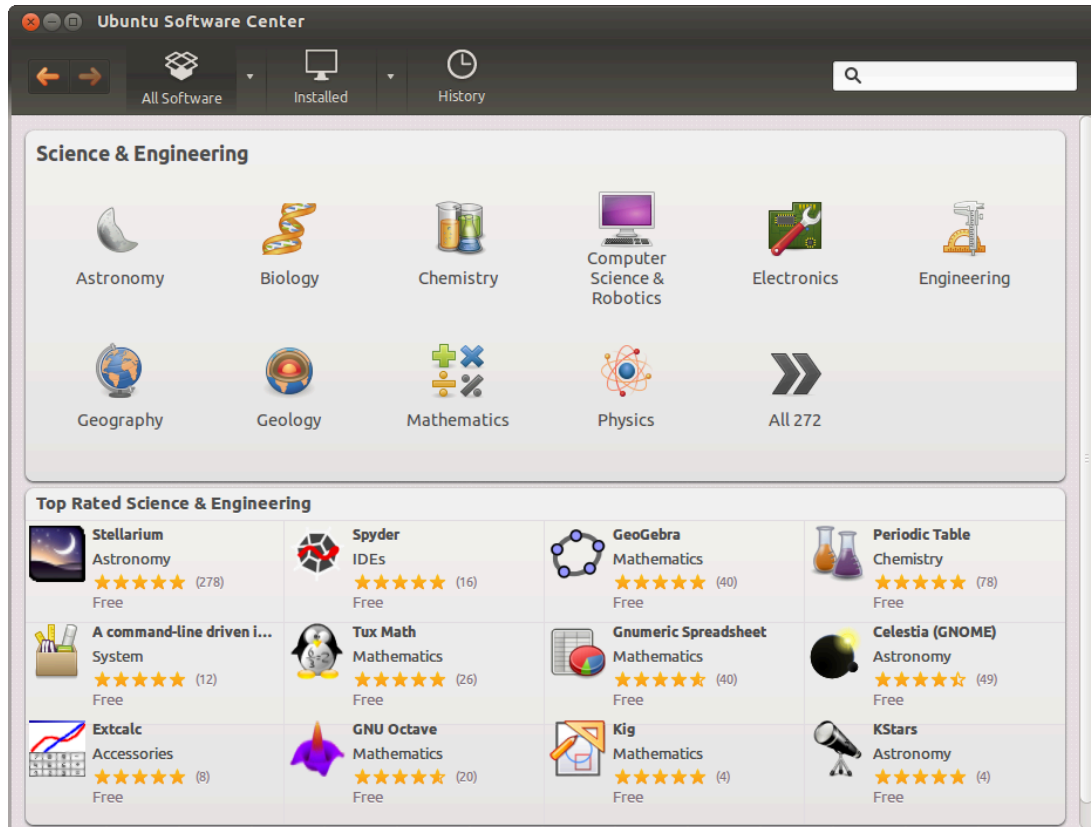 Ubuntu Software Center
All Software
Installed
History
Science & Engineering
Astronomy
Biology
Chemistry
Computer
Science &
Robotics
Electronics
Engineering
Geography
Geology
Mathematics
Physics
All 272
Top Rated Science & Engineering
Stellarium
Astronomy
(278)
Free
Spyder
IDEs
(16)
Free
GeoGebra
Mathematics
(40)
Free
Periodic Table
Chemistry
(78)
Free
A command-line driven i...
System
(12)
Free
Tux Math
Mathematics
(26)
Free
Gnumeric Spreadsheet
Mathematics
(40)
Free
Celestia (GNOME)
Astronomy
(49)
Free
Extcalc
Accessories
(8)
Free
GNU Octave
Mathematics
(20)
Free
Kig
Mathematics
(4)
Free
KStars
Astronomy
(4)
Free